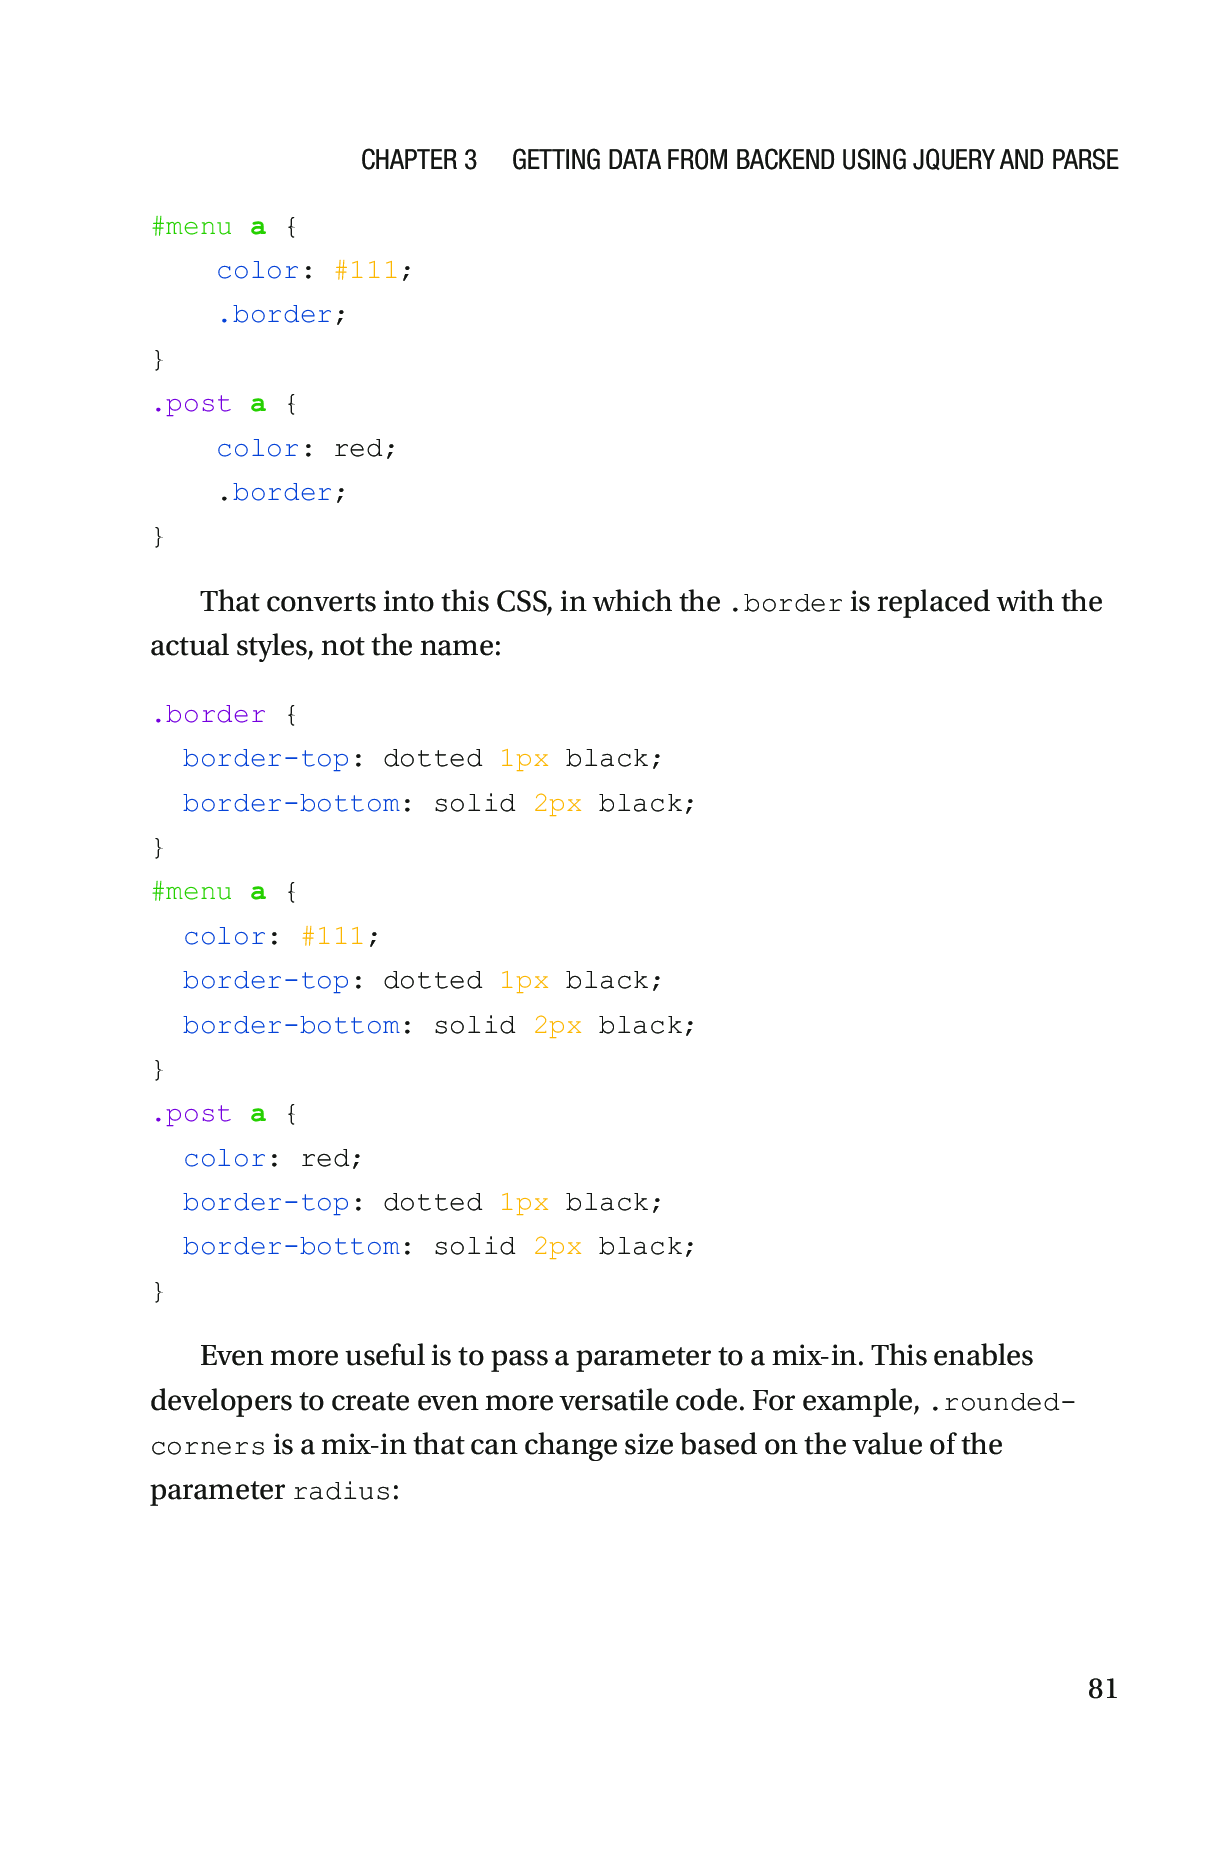 CHAPTER 3 GETTING DATA FROM BACKEND USING JQUERY AND PARSE
#menu a {
    color: #111;
    .border;
}
.post a {
    color: red;
    .border;
}
That converts into this CSS, in which the .border is replaced with the
actual styles, not the name:
.border {
  border-top: dotted 1px black;
  border-bottom: solid 2px black;
}
#menu a {
  color: #111;
  border-top: dotted 1px black;
  border-bottom: solid 2px black;
}
.post a {
  color: red;
  border-top: dotted 1px black;
  border-bottom: solid 2px black;
}
Even more useful is to pass a parameter to a mix-in. This enables
developers to create even more versatile code. For example, .rounded-
corners is a mix-in that can change size based on the value of the
parameter radius:
81